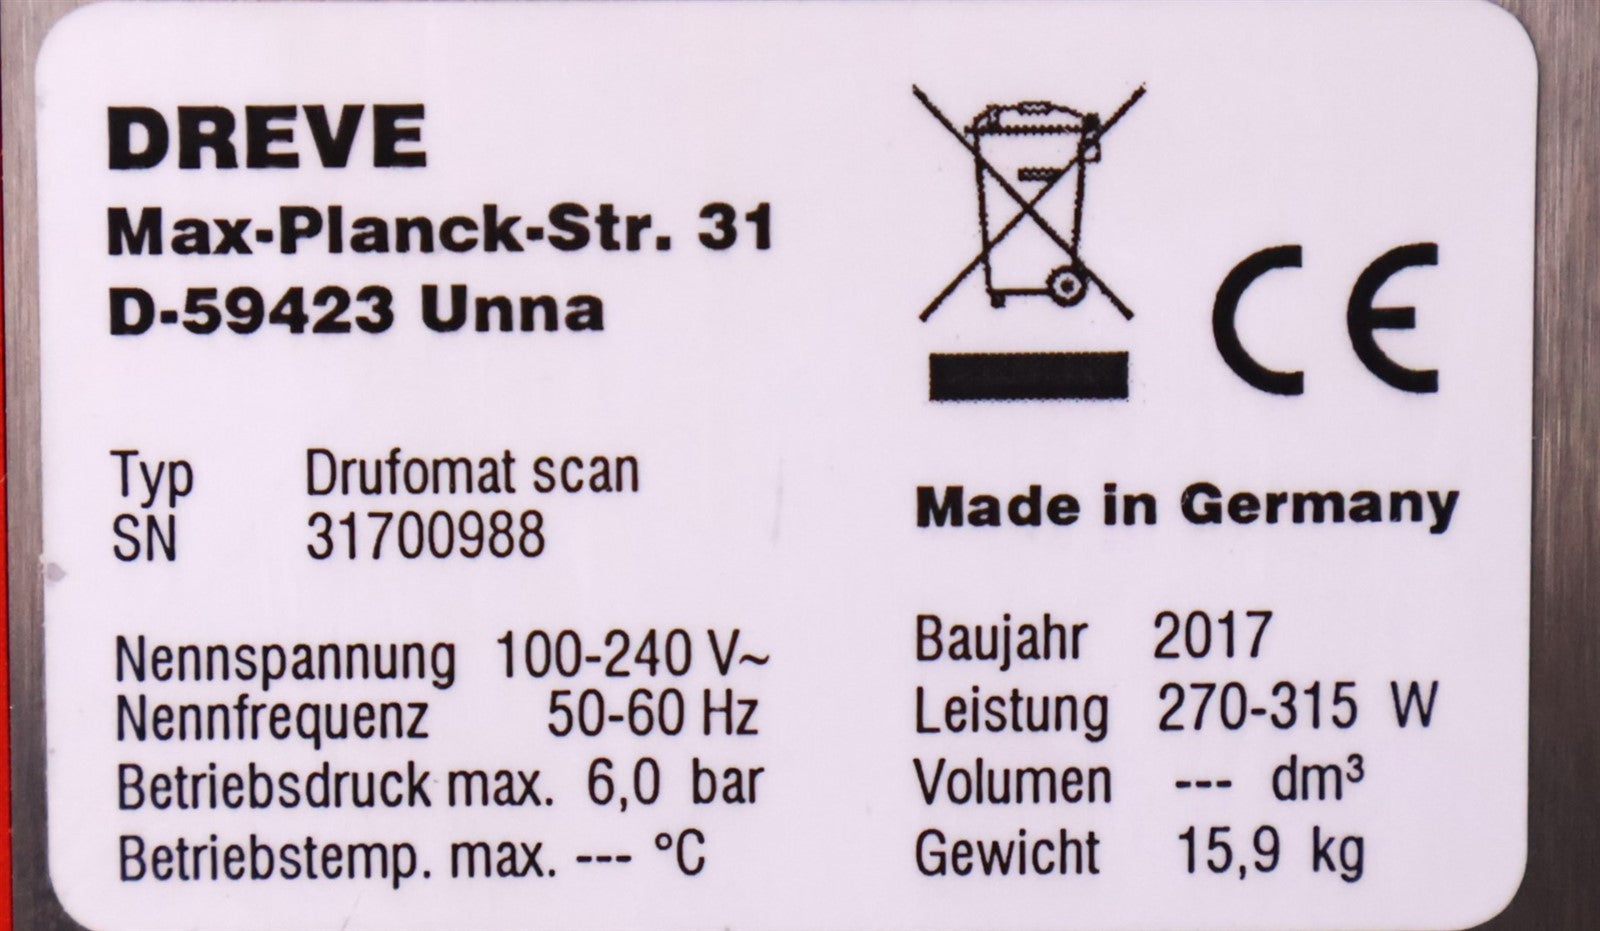 DREVE
Max-Planck-Str. 31
D-59423 Unna
CE
Typ Drufomat scan
SN 31700988
Made in Germany
Nennspannung 100-240 V~
Nennfrequenz 50-60 Hz
Betriebsdruck max. 6,0 bar
Betriebstemp. max. --- °C
Baujahr 2017
Leistung 270-315 W
Volumen --- dm³
Gewicht 15,9 kg